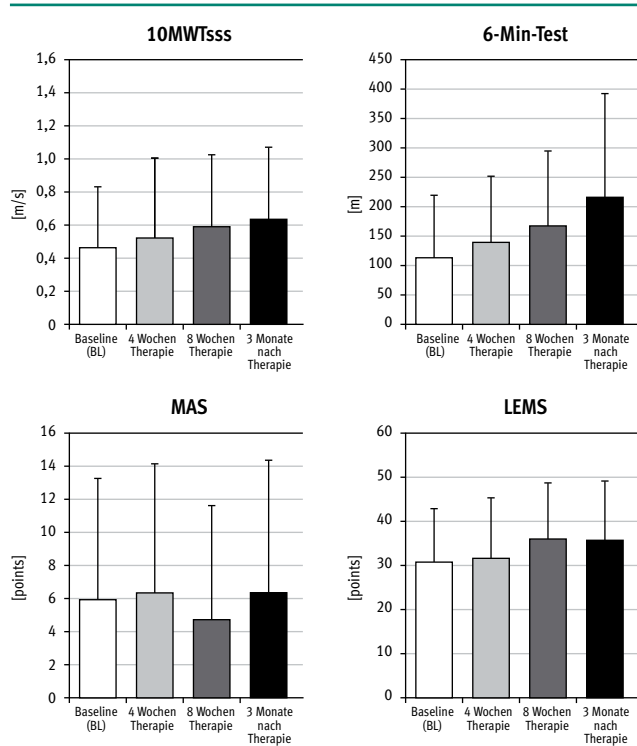 10MWTsss
[m/s]
1,6
1,4
1,2
1,0
0,8
0,6
0,4
0,2
0
Baseline (BL)
4 Wochen Therapie
8 Wochen Therapie
3 Monate nach Therapie
6-Min-Test
[m]
450
400
350
300
250
200
150
100
50
0
Baseline (BL)
4 Wochen Therapie
8 Wochen Therapie
3 Monate nach Therapie
MAS
[points]
16
14
12
10
8
6
4
2
0
Baseline (BL)
4 Wochen Therapie
8 Wochen Therapie
3 Monate nach Therapie
LEMS
[points]
60
50
40
30
20
10
0
Baseline (BL)
4 Wochen Therapie
8 Wochen Therapie
3 Monate nach Therapie